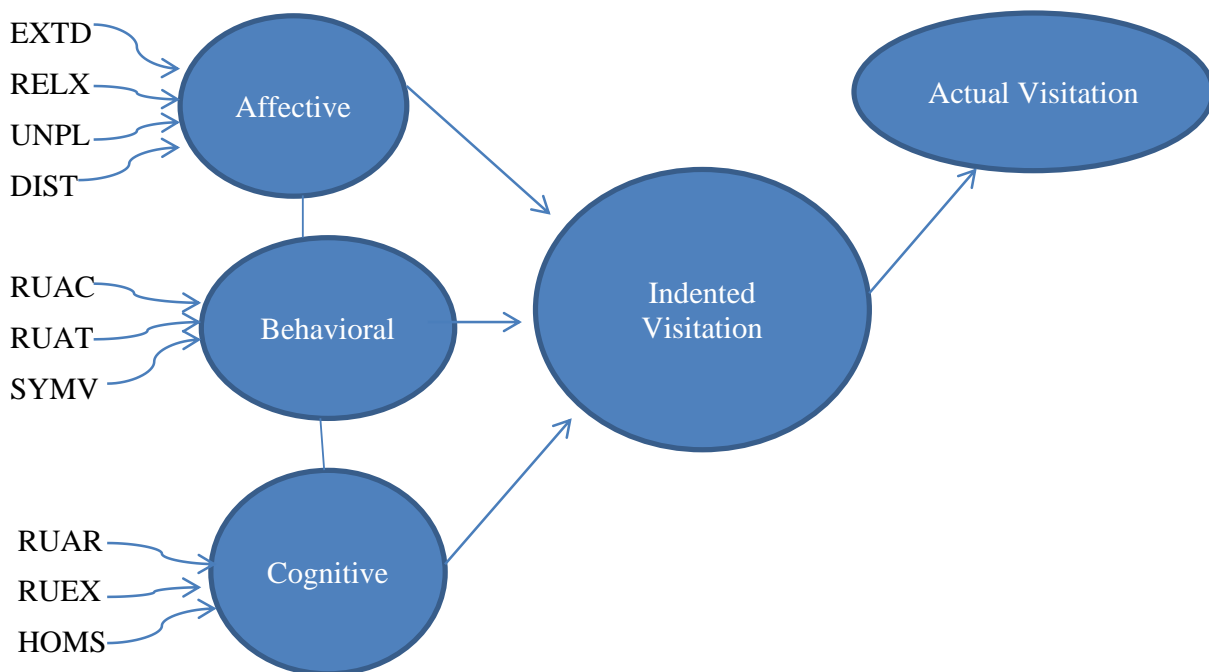 EXTD
RELX
UNPL
DIST
Affective
Actual Visitation
RUAC
RUAT
SYMV
Behavioral
Indented
Visitation
RUAR
RUEX
HOMS
Cognitive